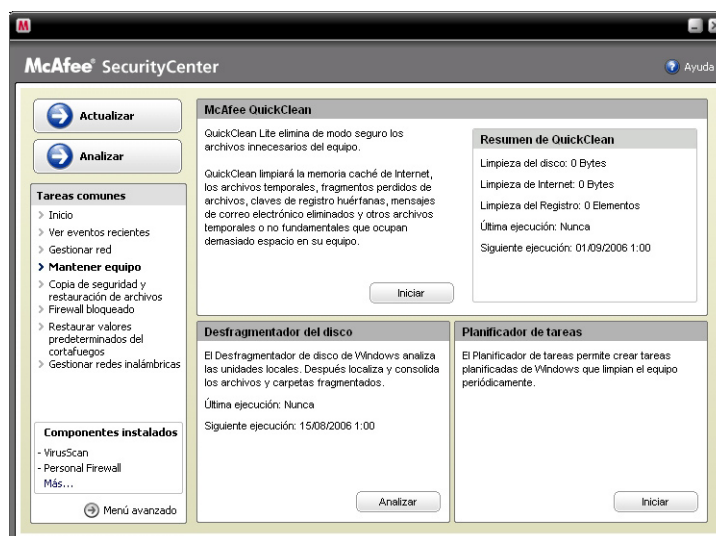 McAfee® SecurityCenter
Ayuda
Actualizar
Analizar
Tareas comunes
Inicio
Ver eventos recientes
Gestionar red
Mantener equipo
Copia de seguridad y
restauración de archivos
Firewall bloqueado
Restaurar valores
predeterminados del
cortafuegos
Gestionar redes inalámbricas
Componentes instalados
- VirusScan
- Personal Firewall
Más...
Menú avanzado
McAfee QuickClean
QuickClean Lite elimina de modo seguro los
archivos innecesarios del equipo.
QuickClean limpiará la memoria caché de Internet,
los archivos temporales, fragmentos perdidos de
archivos, claves de registro huérfanas, mensajes
de correo electrónico eliminados y otros archivos
temporales o no fundamentales que ocupan
demasiado espacio en su equipo.
Iniciar
Resumen de QuickClean
Limpieza del disco: 0 Bytes
Limpieza de Internet: 0 Bytes
Limpieza del Registro: 0 Elementos
Última ejecución: Nunca
Siguiente ejecución: 01/09/2006 1:00
Desfragmentador del disco
El Desfragmentador de disco de Windows analiza
las unidades locales. Después localiza y consolida
los archivos y carpetas fragmentados.
Última ejecución: Nunca
Siguiente ejecución: 15/08/2006 1:00
Analizar
Planificador de tareas
El Planificador de tareas permite crear tareas
planificadas de Windows que limpian el equipo
periódicamente.
Iniciar